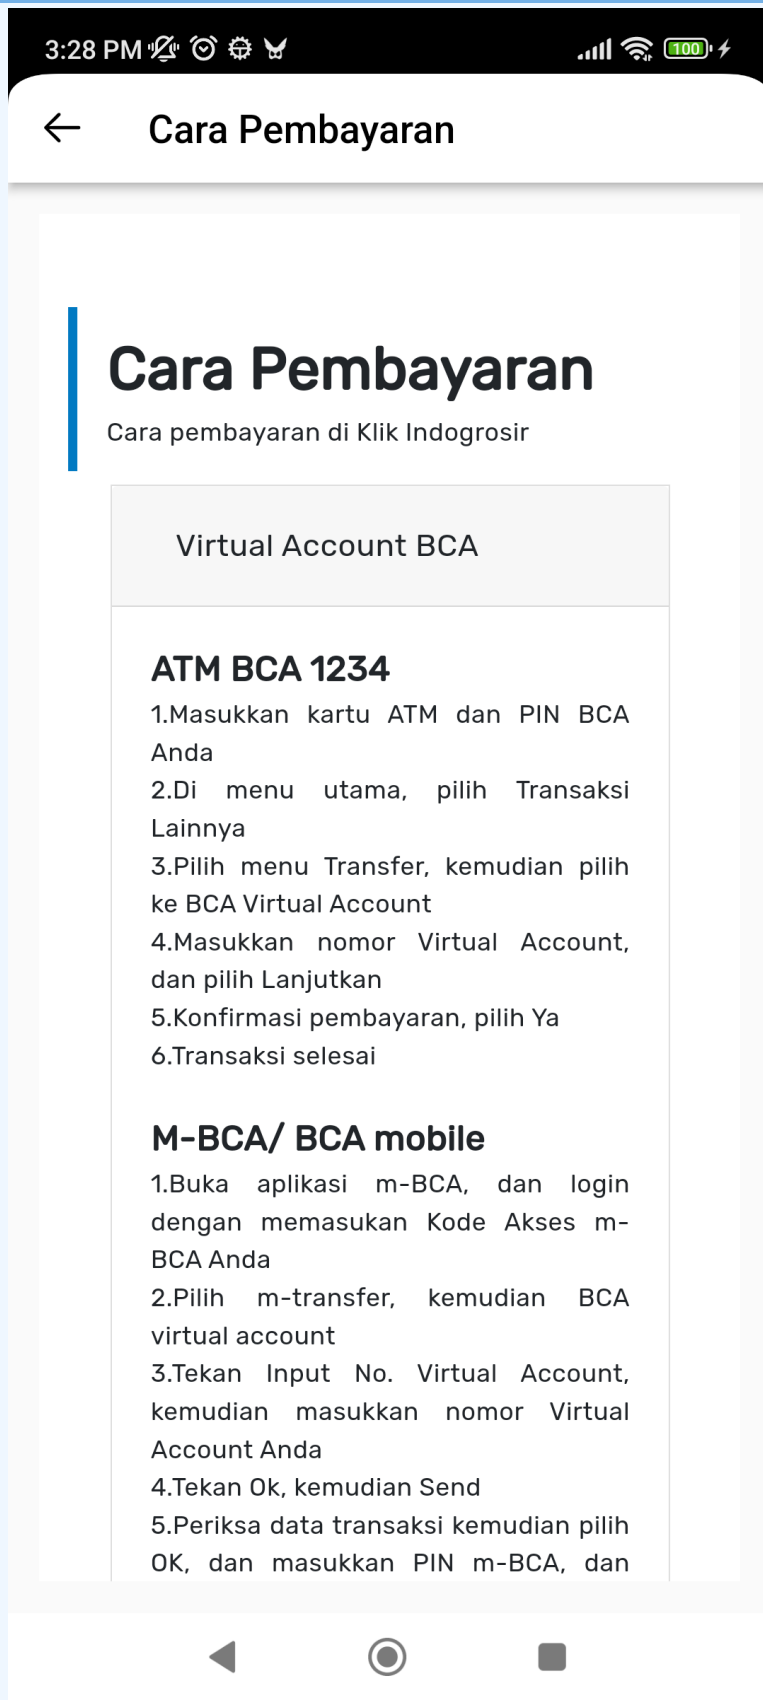 3:28 PM
100
Cara Pembayaran
Cara Pembayaran
Cara pembayaran di Klik Indogrosir
Virtual Account BCA
ATM BCA 1234
1.Masukkan kartu ATM dan PIN BCA
Anda
2.Di menu utama, pilih Transaksi
Lainnya
3.Pilih menu Transfer, kemudian pilih
ke BCA Virtual Account
4.Masukkan nomor Virtual Account,
dan pilih Lanjutkan
5.Konfirmasi pembayaran, pilih Ya
6.Transaksi selesai
M-BCA/ BCA mobile
1.Buka aplikasi m-BCA, dan login
dengan memasukan Kode Akses m-
BCA Anda
2.Pilih m-transfer, kemudian BCA
virtual account
3.Tekan Input No. Virtual Account,
kemudian masukkan nomor Virtual
Account Anda
4.Tekan Ok, kemudian Send
5.Periksa data transaksi kemudian pilih
OK, dan masukkan PIN m-BCA, dan